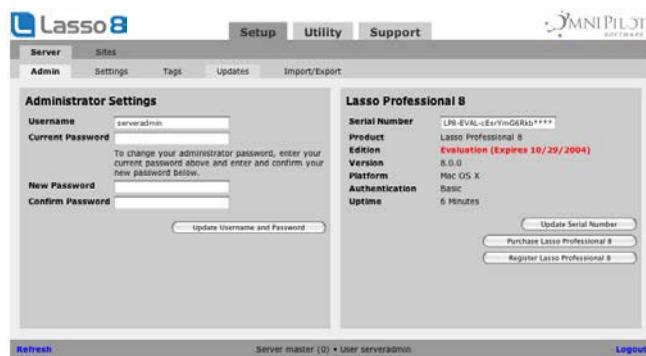 Lasso 8
Setup Utility Support
OMNIPILOT
SOFTWARE
Server Sites
Admin Settings Tags Updates Import/Export
Administrator Settings
Username serveradmin
Current Password
To change your administrator password, enter your
current password above and enter and confirm your
new password below.
New Password
Confirm Password
Update Username and Password
Lasso Professional 8
Serial Number LP8-EVAL-cEsrYmG6Rkb****
Product Lasso Professional 8
Edition Evaluation (Expires 10/29/2004)
Version 8.0.0
Platform Mac OS X
Authentication Basic
Uptime 6 Minutes
Update Serial Number
Purchase Lasso Professional 8
Register Lasso Professional 8
Refresh Server master (0) • User serveradmin Logout